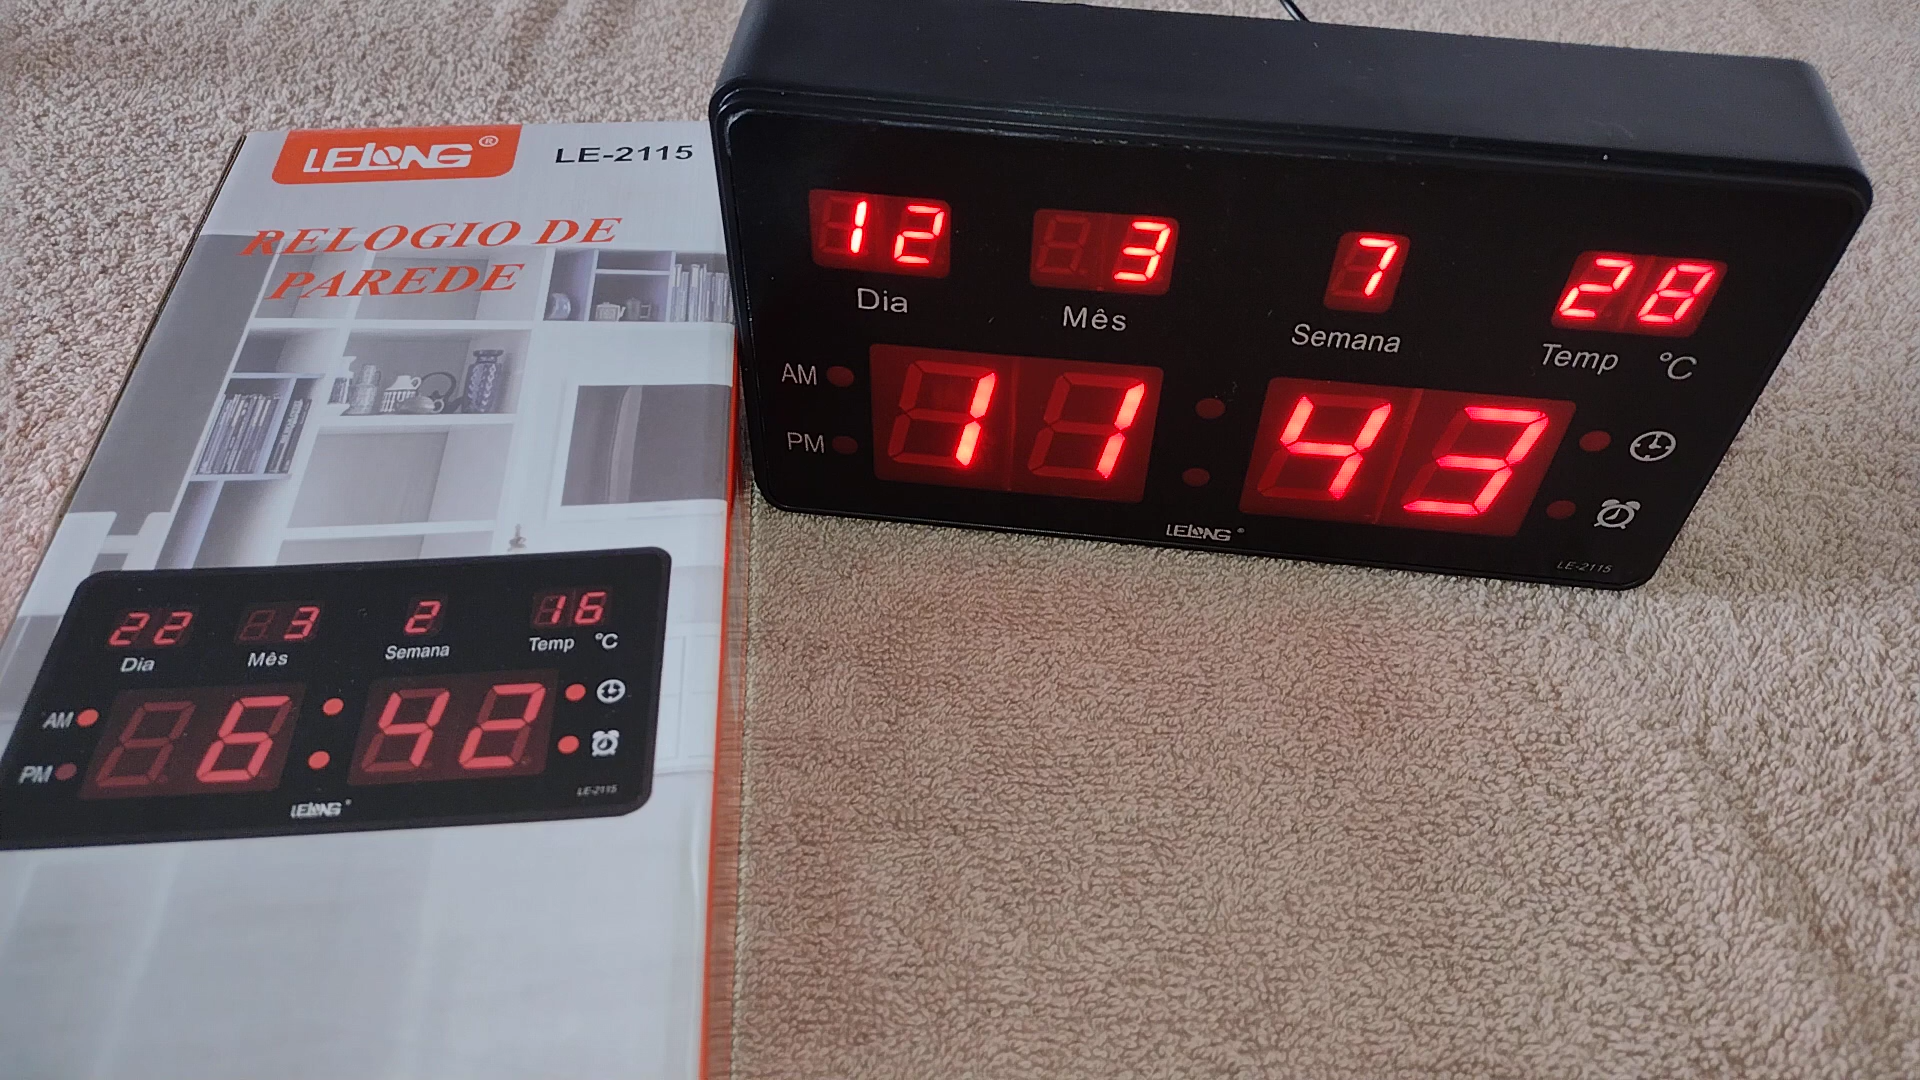 LELONG®
LE-2115
RELOGIO DE
PAREDE
22 3 2 16
Dia Mês Semana Temp °C
AM
6:42
PM
LELONG®
LE-2115
12 3 7 28
Dia Mês Semana Temp °C
AM
11 43
PM
LELONG®
LE-2115